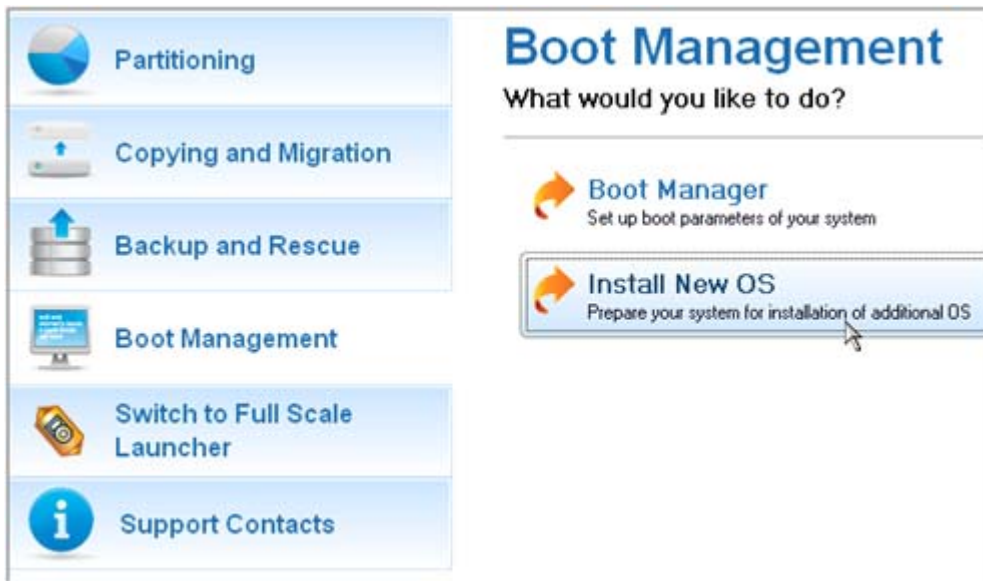 Partitioning
Copying and Migration
Backup and Rescue
Boot Management
Switch to Full Scale
Launcher
Support Contacts
Boot Management
What would you like to do?
Boot Manager
Set up boot parameters of your system
Install New OS
Prepare your system for installation of additional OS